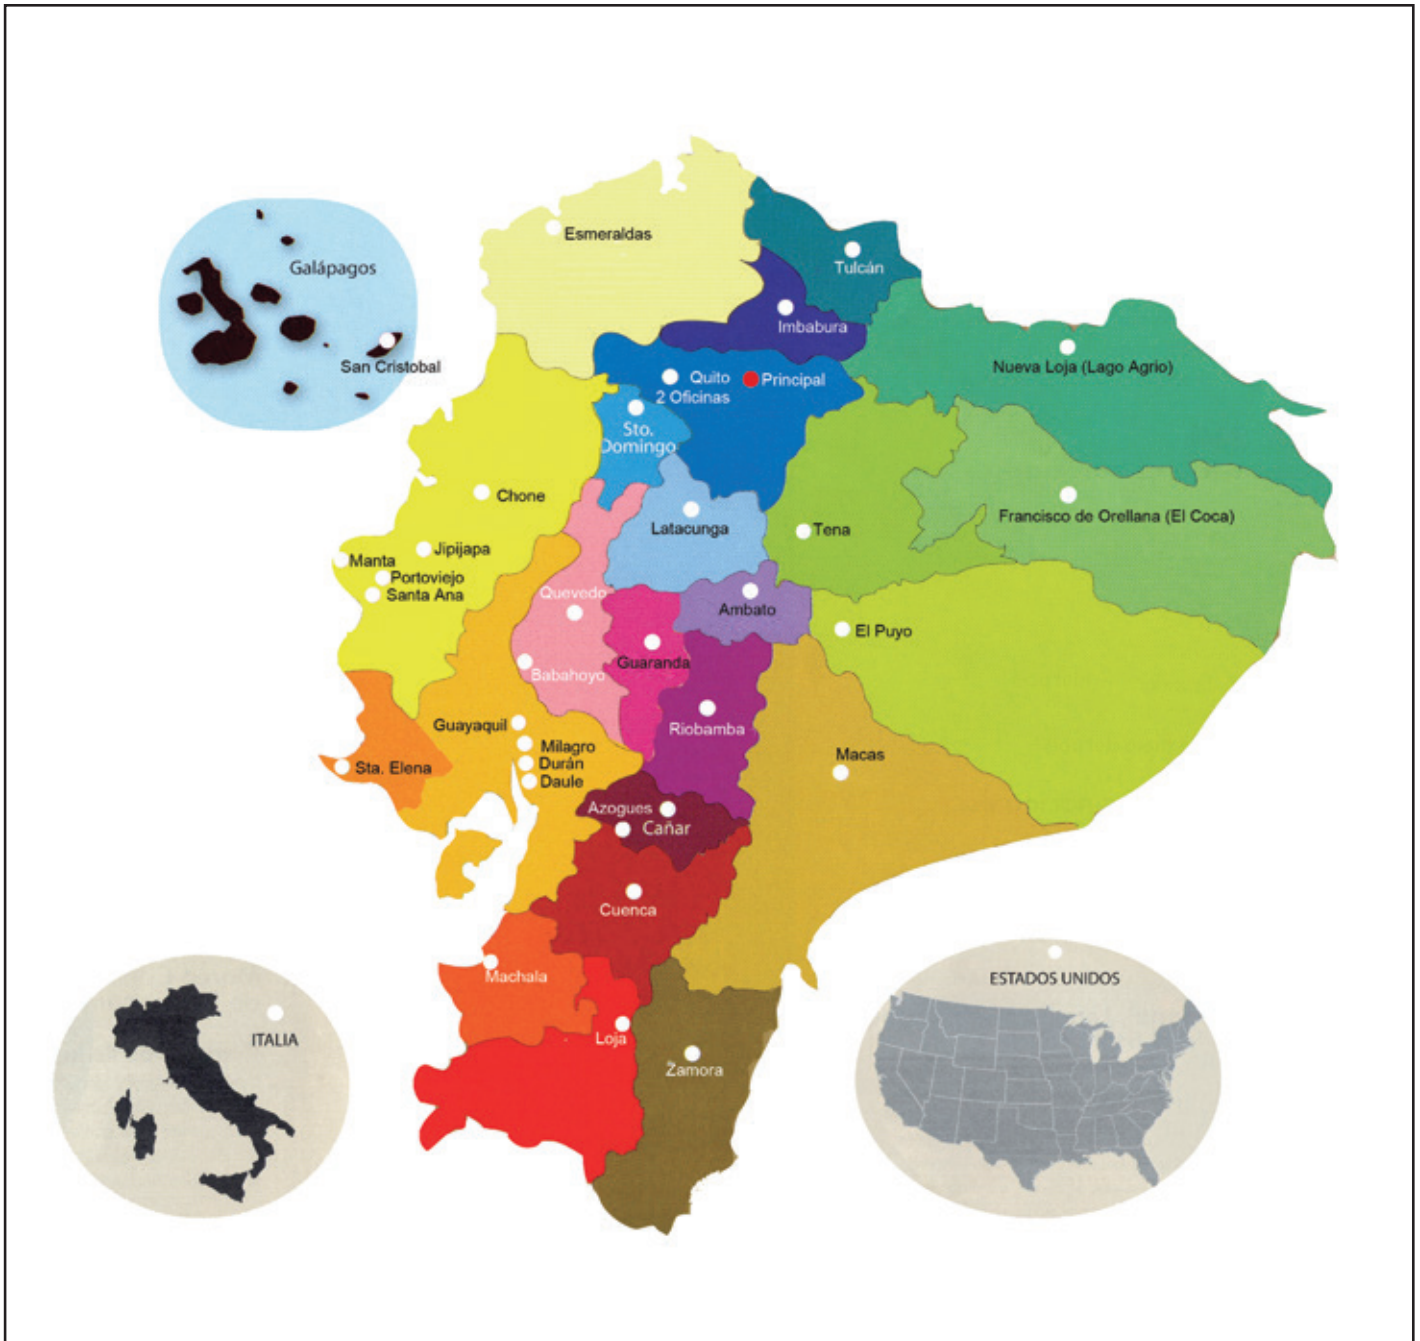 Esmeraldas
Galápagos
Tulcán
Imbabura
San Cristobal
Nueva Loja (Lago Agrio)
Quito
2 Oficinas
Principal
Sto.
Domingo
Chone
Latacunga
Tena
Francisco de Orellana (El Coca)
Manta
Jipijapa
Portoviejo
Santa Ana
Quevedo
Ambato
El Puyo
Guaranda
Babahoyo
Guayaquil
Riobamba
Milagro
Durán
Daule
Macas
Sta. Elena
Azogues
Cañar
Cuenca
Machala
ESTADOS UNIDOS
ITALIA
Loja
Zamora